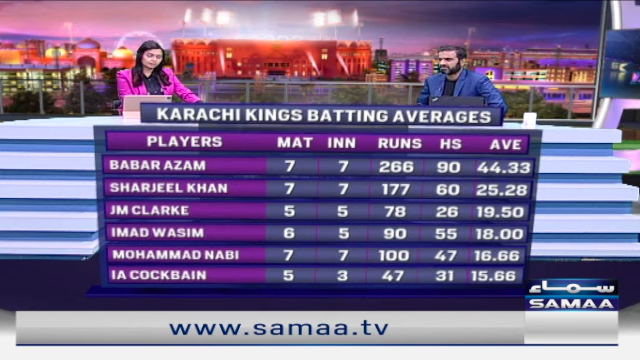 KARACHI KINGS BATTING AVERAGES
PLAYERS MAT INN RUNS HS AVE
BABAR AZAM 7 7 266 90 44.33
SHARJEEL KHAN 7 7 177 60 25.28
JM CLARKE 5 5 78 26 19.50
IMAD WASIM 6 5 90 55 18.00
MOHAMMAD NABI 7 7 100 47 16.66
IA COCKBAIN 5 3 47 31 15.66
سماء
SAMAA
www.samaa.tv